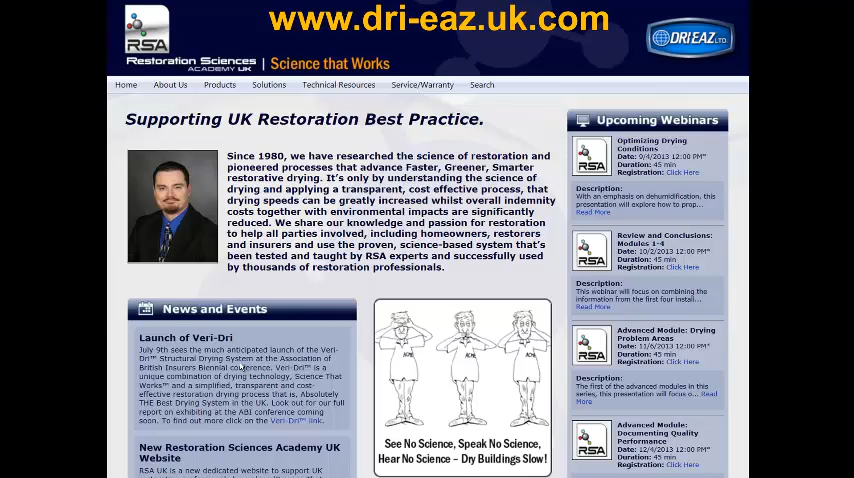 www.dri-eaz.uk.com
RSA
Restoration Sciences
ACADEMY UK
Science that Works
DRI-EAZ LTD.
Home About Us Products Solutions Technical Resources Service/Warranty Search
Supporting UK Restoration Best Practice.
Since 1980, we have researched the science of restoration and
pioneered processes that advance Faster, Greener, Smarter
restorative drying. It's only by understanding the science of
drying and applying a transparent, cost effective process, that
drying speeds can be greatly increased whilst overall indemnity
costs together with environmental impacts are significantly
reduced. We share our knowledge and passion for restoration
to help all parties involved, including homeowners, restorers
and insurers and use the proven, science-based system that's
been tested and taught by RSA experts and successfully used
by thousands of restoration professionals.
News and Events
Launch of Veri-Dri
July 9th sees the much anticipated launch of the Veri-
Dri™ Structural Drying System at the Association of
British Insurers Biennial conference. Veri-Dri™ is a
unique combination of drying technology, Science That
Works™ and a simplified, transparent and cost-
effective restoration drying process that is, Absolutely
THE Best Drying System in the UK. Look out for our full
report on exhibiting at the ABI conference coming
soon. To find out more click on the Veri-Dri™ link.
New Restoration Sciences Academy UK
Website
RSA UK is a new dedicated website to support UK
ACME
ACME
ACME
See No Science, Speak No Science,
Hear No Science – Dry Buildings Slow!
Upcoming Webinars
RSA
Optimizing Drying
Conditions
Date: 9/4/2013 12:00 PM*
Duration: 45 min
Registration: Click Here
Description:
With an emphasis on dehumidification, this
presentation will explore how to prop...
Read More
RSA
Review and Conclusions:
Modules 1-4
Date: 10/2/2013 12:00 PM*
Duration: 45 min
Registration: Click Here
Description:
This webinar will focus on combining the
information from the first four install...
Read More
RSA
Advanced Module: Drying
Problem Areas
Date: 11/6/2013 12:00 PM*
Duration: 45 min
Registration: Click Here
Description:
The first of the advanced modules in this
series, this presentation will focus o... Read
More
RSA
Advanced Module:
Documenting Quality
Performance
Date: 12/4/2013 12:00 PM*
Duration: 45 min
Registration: Click Here